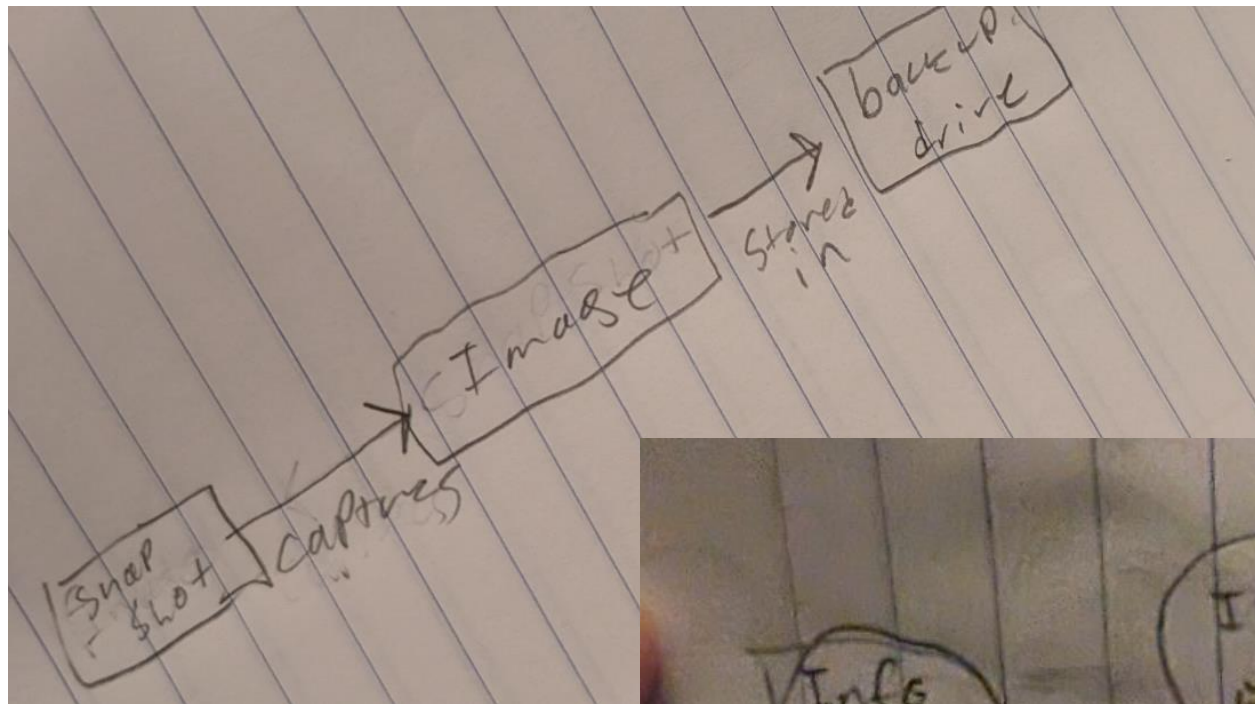 backup
drive
stored
in
Image
captures
snap
shot
Info
I